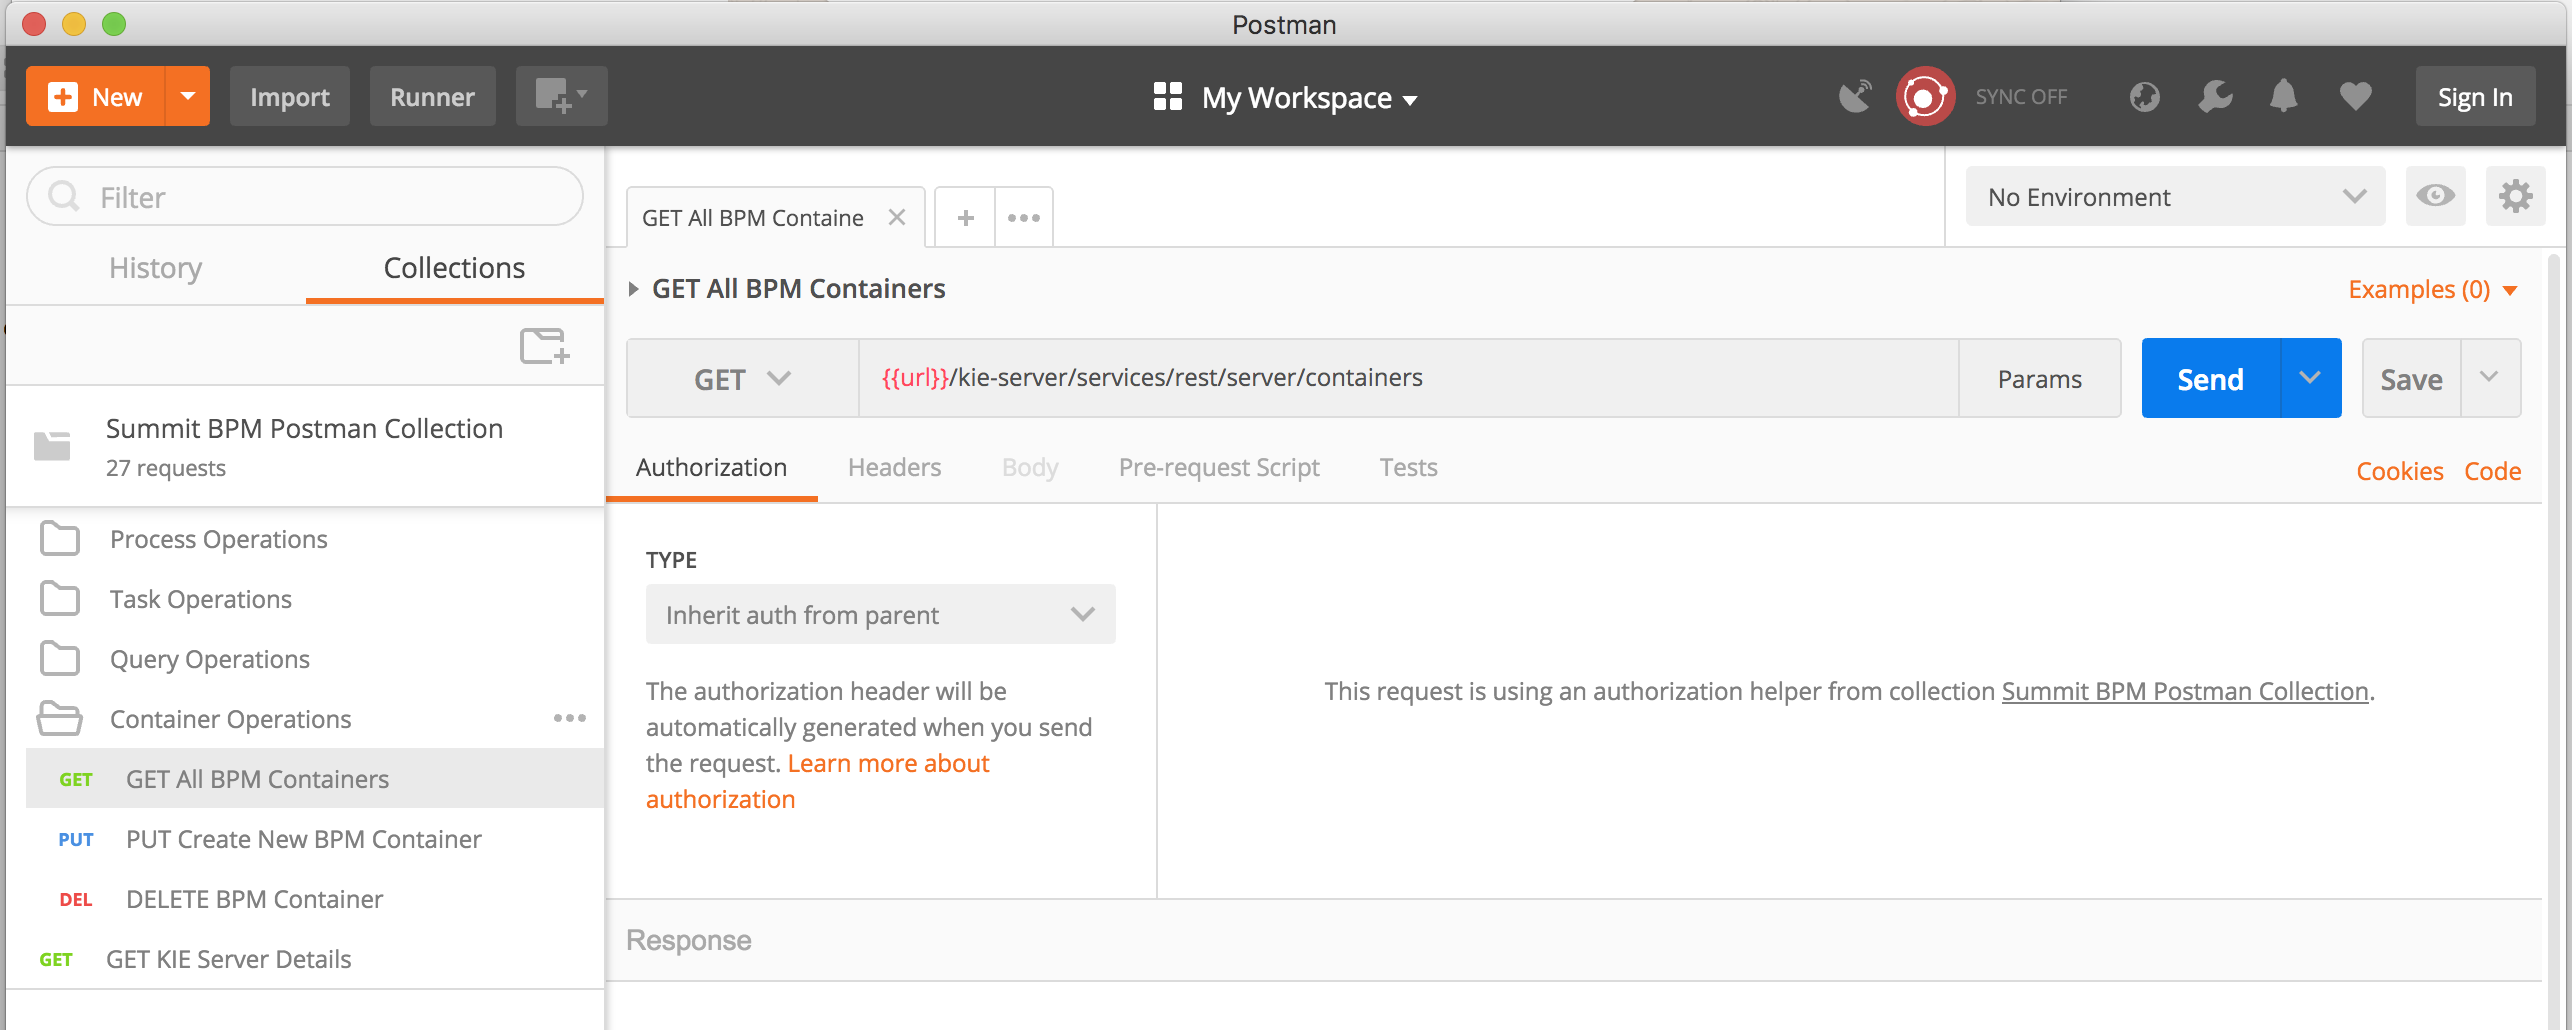 Postman
New
Import
Runner
My Workspace
SYNC OFF
Sign In
Filter
History
Collections
Summit BPM Postman Collection
27 requests
Process Operations
Task Operations
Query Operations
Container Operations
GET GET All BPM Containers
PUT PUT Create New BPM Container
DEL DELETE BPM Container
GET GET KIE Server Details
GET All BPM Containe
No Environment
GET All BPM Containers
Examples (0)
GET
{{url}}/kie-server/services/rest/server/containers
Params
Send
Save
Authorization
Headers
Body
Pre-request Script
Tests
Cookies
Code
TYPE
Inherit auth from parent
The authorization header will be
automatically generated when you send
the request. Learn more about
authorization
This request is using an authorization helper from collection Summit BPM Postman Collection.
Response